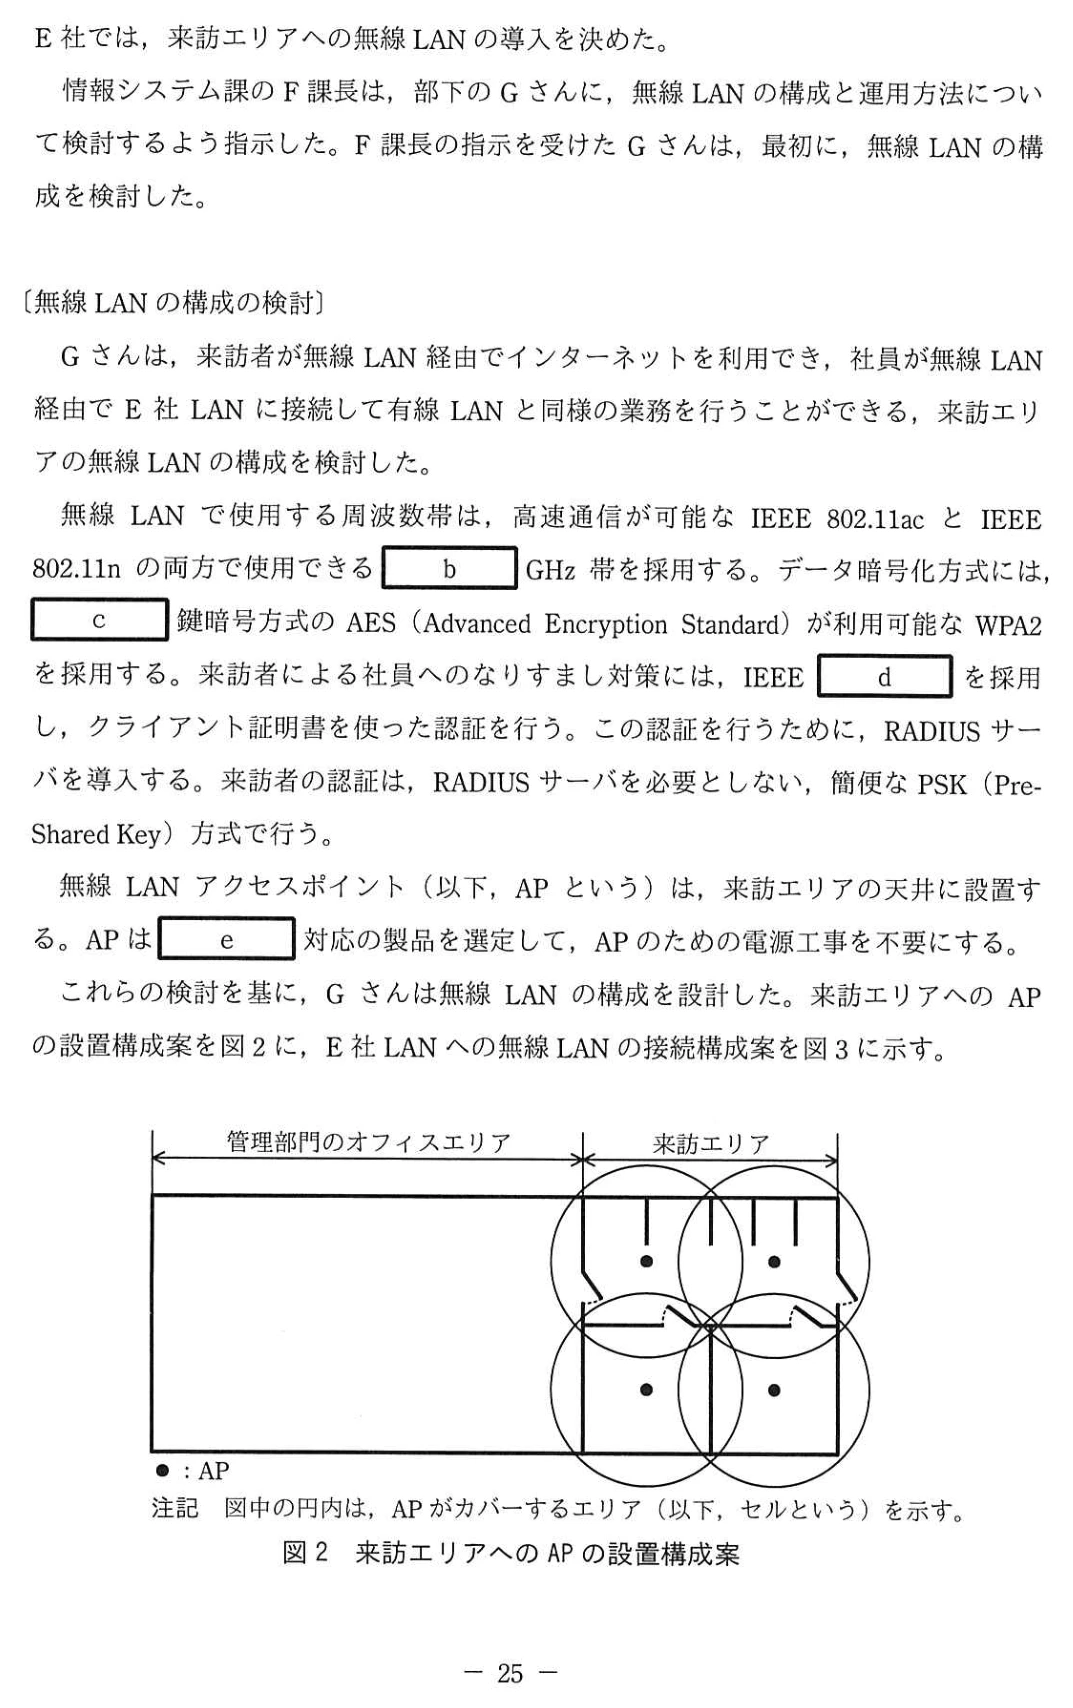 E 社では，来訪エリアへの無線 LAN の導入を決めた。
情報システム課の F 課長は，部下の G さんに，無線 LAN の構成と運用方法につい
て検討するよう指示した。F 課長の指示を受けた G さんは，最初に，無線 LAN の構
成を検討した。
〔無線 LAN の構成の検討〕
G さんは，来訪者が無線 LAN 経由でインターネットを利用でき，社員が無線 LAN
経由で E 社 LAN に接続して有線 LAN と同様の業務を行うことができる，来訪エリ
アの無線 LAN の構成を検討した。
無線 LAN で使用する周波数帯は，高速通信が可能な IEEE 802.11ac と IEEE
802.11n の両方で使用できる b GHz 帯を採用する。データ暗号化方式には，
c 鍵暗号方式の AES（Advanced Encryption Standard）が利用可能な WPA2
を採用する。来訪者による社員へのなりすまし対策には，IEEE d を採用
し，クライアント証明書を使った認証を行う。この認証を行うために，RADIUS サー
バを導入する。来訪者の認証は，RADIUS サーバを必要としない，簡便な PSK（Pre-
Shared Key）方式で行う。
無線 LAN アクセスポイント（以下，AP という）は，来訪エリアの天井に設置す
る。AP は e 対応の製品を選定して，AP のための電源工事を不要にする。
これらの検討を基に，G さんは無線 LAN の構成を設計した。来訪エリアへの AP
の設置構成案を図 2 に，E 社 LAN への無線 LAN の接続構成案を図 3 に示す。
管理部門のオフィスエリア 来訪エリア
●：AP
注記 図中の円内は，AP がカバーするエリア（以下，セルという）を示す。
図 2 来訪エリアへの AP の設置構成案
－ 25 －